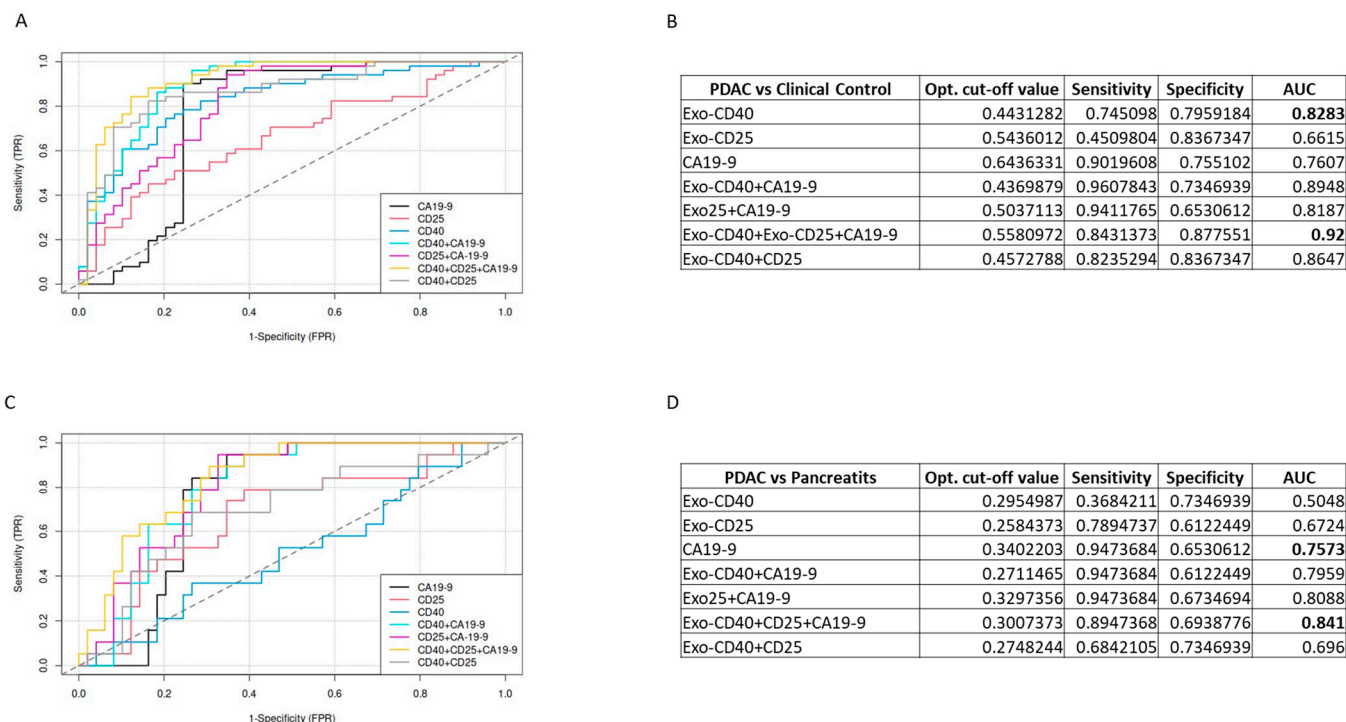 A
1.0
0.8
0.6
0.4
0.2
0.0
Sensitivity (TPR)
CA19-9
CD25
CD40
CD40+CA19-9
CD25+CA-19-9
CD40+CD25+CA19-9
CD40+CD25
0.0 0.2 0.4 0.6 0.8 1.0
1-Specificity (FPR)
B
PDAC vs Clinical Control Opt. cut-off value Sensitivity Specificity AUC
Exo-CD40 0.4431282 0.745098 0.7959184 0.8283
Exo-CD25 0.5436012 0.4509804 0.8367347 0.6615
CA19-9 0.6436331 0.9019608 0.755102 0.7607
Exo-CD40+CA19-9 0.4369879 0.9607843 0.7346939 0.8948
Exo25+CA19-9 0.5037113 0.9411765 0.6530612 0.8187
Exo-CD40+Exo-CD25+CA19-9 0.5580972 0.8431373 0.877551 0.92
Exo-CD40+CD25 0.4572788 0.8235294 0.8367347 0.8647
C
1.0
0.8
0.6
0.4
0.2
0.0
Sensitivity (TPR)
CA19-9
CD25
CD40
CD40+CA19-9
CD25+CA-19-9
CD40+CD25+CA19-9
CD40+CD25
0.0 0.2 0.4 0.6 0.8 1.0
1-Specificity (FPR)
D
PDAC vs Pancreatits Opt. cut-off value Sensitivity Specificity AUC
Exo-CD40 0.2954987 0.3684211 0.7346939 0.5048
Exo-CD25 0.2584373 0.7894737 0.6122449 0.6724
CA19-9 0.3402203 0.9473684 0.6530612 0.7573
Exo-CD40+CA19-9 0.2711465 0.9473684 0.6122449 0.7959
Exo25+CA19-9 0.3297356 0.9473684 0.6734694 0.8088
Exo-CD40+CD25+CA19-9 0.3007373 0.8947368 0.6938776 0.841
Exo-CD40+CD25 0.2748244 0.6842105 0.7346939 0.696